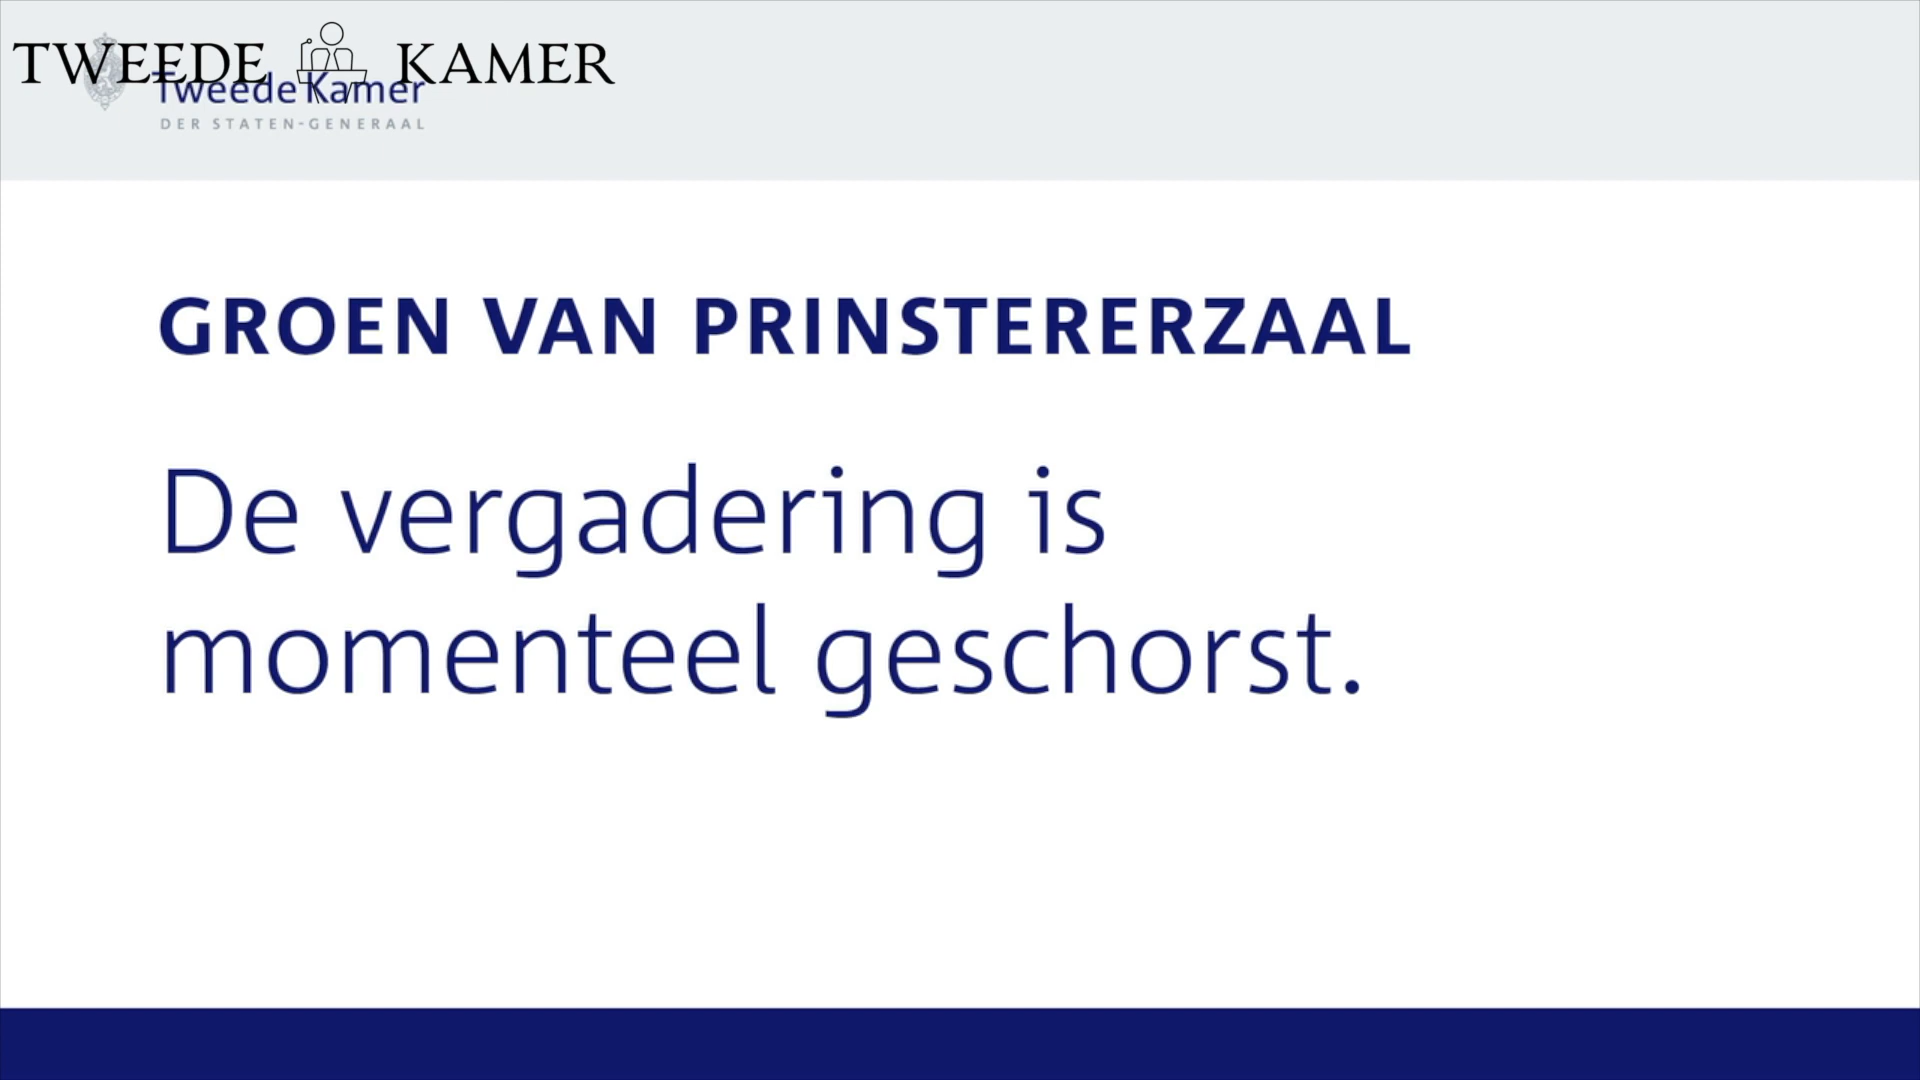 TWEEDE KAMER
Tweede Kamer
DER STATEN-GENERAAL
GROEN VAN PRINSTERERZAAL
De vergadering is
momenteel geschorst.